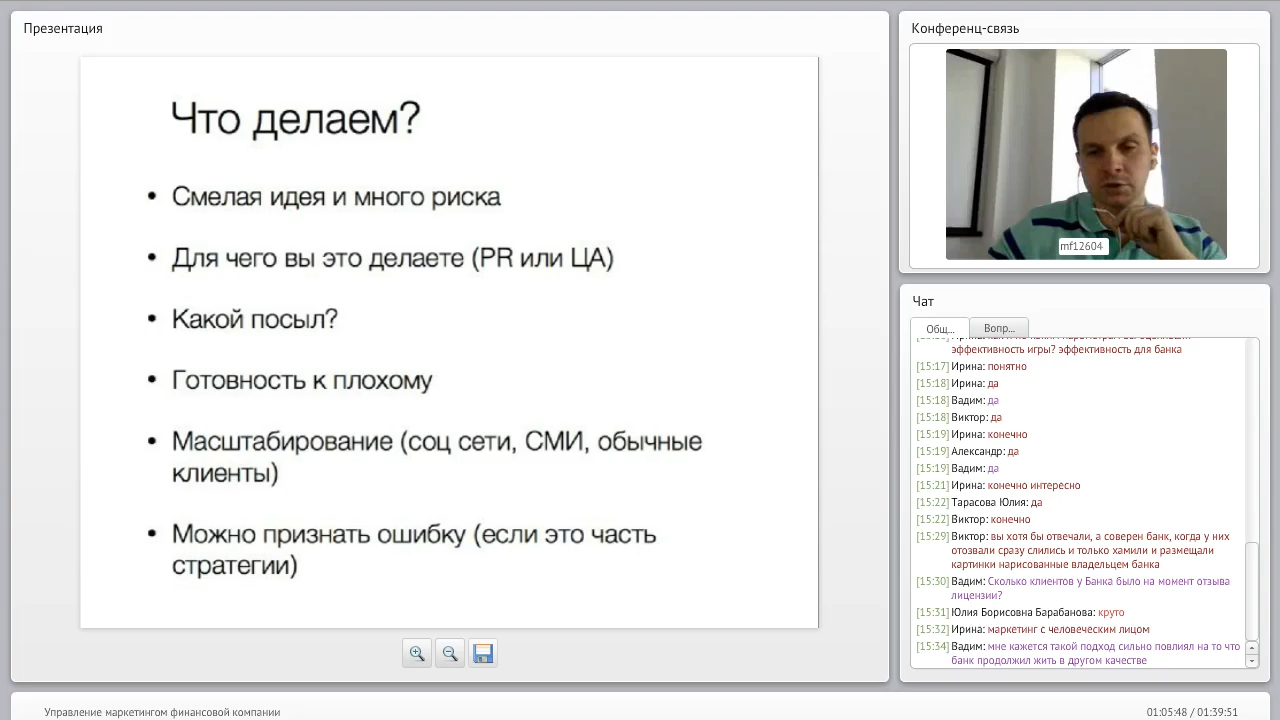 Презентация
Что делаем?
• Смелая идея и много риска
• Для чего вы это делаете (PR или ЦА)
• Какой посыл?
• Готовность к плохому
• Масштабирование (соц сети, СМИ, обычные
клиенты)
• Можно признать ошибку (если это часть
стратегии)
Конференц-связь
mf12604
Чат
Общ...
Вопр...
эффективность игры? эффективность для банка
[15:17] Ирина: понятно
[15:18] Ирина: да
[15:18] Вадим: да
[15:18] Виктор: да
[15:19] Ирина: конечно
[15:19] Александр: да
[15:19] Вадим: да
[15:21] Ирина: конечно интересно
[15:22] Тарасова Юлия: да
[15:22] Виктор: конечно
[15:29] Виктор: вы хотя бы отвечали, а соверен банк, когда у них
отозвали сразу слились и только хамили и размещали
картинки нарисованные владельцем банка
[15:30] Вадим: Сколько клиентов у Банка было на момент отзыва
лицензии?
[15:31] Юлия Борисовна Барабанова: круто
[15:32] Ирина: маркетинг с человеческим лицом
[15:34] Вадим: мне кажется такой подход сильно повлиял на то что
банк продолжил жить в другом качестве
Управление маркетингом финансовой компании
01:05:48 / 01:39:51